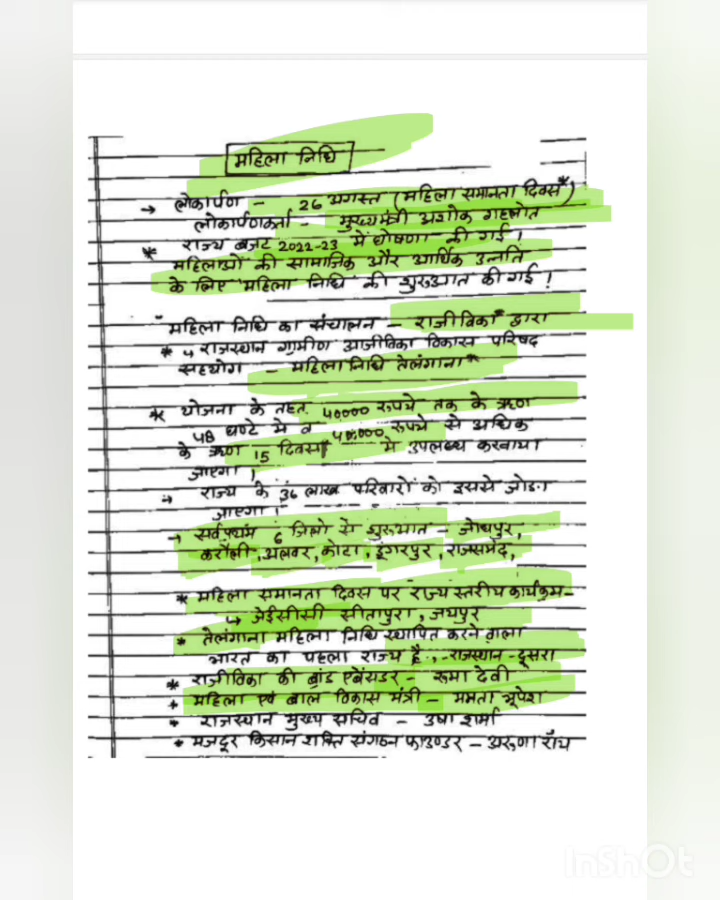 महिला निधि
→ लोकार्पण - 26 अगस्त (महिला समानता दिवस*)
लोकार्पणकर्ता - मुख्यमंत्री अशोक गहलोत
राज्य बजट 2022-23 में घोषणा की गई।
* महिलाओं की सामाजिक और आर्थिक उन्नति
के लिए महिला निधि की शुरुआत की गई!
महिला निधि का संचालन - राजीविका* द्वारा
* ↳ राजस्थान ग्रामीण आजीविका विकास परिषद
सहयोग - महिला निधि तेलंगाना*
* योजना के तहत 40000 रुपये तक के ऋण
48 घण्टे में व 40,000 रुपये से अधिक
के ऋण 15 दिवस में उपलब्ध करवाया
जाएगा।
→ राज्य के 36 लाख परिवारों को इससे जोड़ा
जाएगा।
→ सर्वप्रथम 6 जिलों से शुरुआत - जोधपुर,
करौली, अलवर, कोटा, डूंगरपुर, राजसमंद,
* महिला समानता दिवस पर राज्य स्तरीय कार्यक्रम-
↳ जेईसीसी सीतापुरा, जयपुर
* तेलंगाना महिला निधि स्थापित करने वाला
भारत का पहला राज्य है, - राजस्थान - दूसरा
* राजीविका की ब्रांड एंबेसडर - रूमा देवी
* महिला एवं बाल विकास मंत्री - ममता भूपेश
* राजस्थान मुख्य सचिव - उषा शर्मा
* मजदूर किसान शक्ति संगठन फाउण्डर - अरुणा रॉय
InShOt